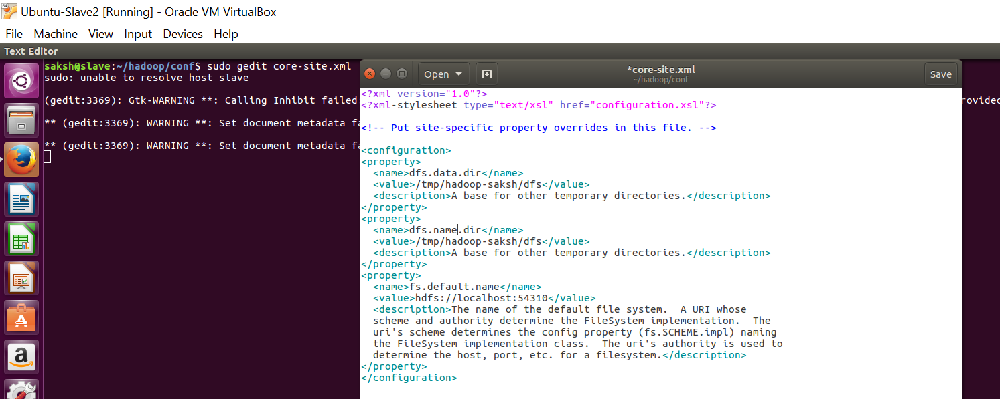 Ubuntu-Slave2 [Running] - Oracle VM VirtualBox
File Machine View Input Devices Help
Text Editor
saksh@slave:~/hadoop/conf$ sudo gedit core-site.xml
sudo: unable to resolve host slave
(gedit:3369): Gtk-WARNING **: Calling Inhibit failed
rovided
** (gedit:3369): WARNING **: Set document metadata fa
** (gedit:3369): WARNING **: Set document metadata fa
Open
*core-site.xml
~/hadoop/conf
Save
<?xml version="1.0"?>
<?xml-stylesheet type="text/xsl" href="configuration.xsl"?>
<!-- Put site-specific property overrides in this file. -->
<configuration>
<property>
<name>dfs.data.dir</name>
<value>/tmp/hadoop-saksh/dfs</value>
<description>A base for other temporary directories.</description>
</property>
<property>
<name>dfs.name.dir</name>
<value>/tmp/hadoop-saksh/dfs</value>
<description>A base for other temporary directories.</description>
</property>
<property>
<name>fs.default.name</name>
<value>hdfs://localhost:54310</value>
<description>The name of the default file system.  A URI whose
scheme and authority determine the FileSystem implementation.  The
uri's scheme determines the config property (fs.SCHEME.impl) naming
the FileSystem implementation class.  The uri's authority is used to
determine the host, port, etc. for a filesystem.</description>
</property>
</configuration>